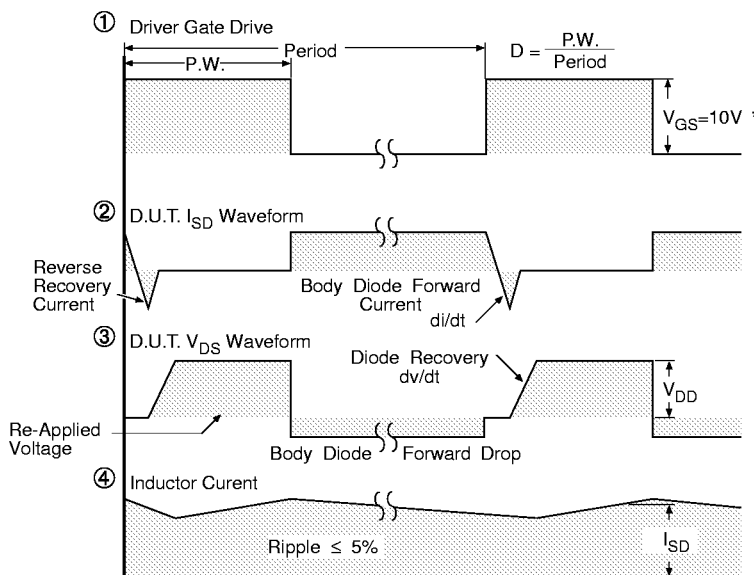 ① Driver Gate Drive
Period
P.W.
D = P.W.
Period
V_GS=10V *
② D.U.T. I_SD Waveform
Reverse
Recovery
Current
Body Diode Forward
Current
di/dt
③ D.U.T. V_DS Waveform
Diode Recovery
dv/dt
V_DD
Re-Applied
Voltage
Body Diode Forward Drop
④ Inductor Curent
Ripple ≤ 5%
I_SD